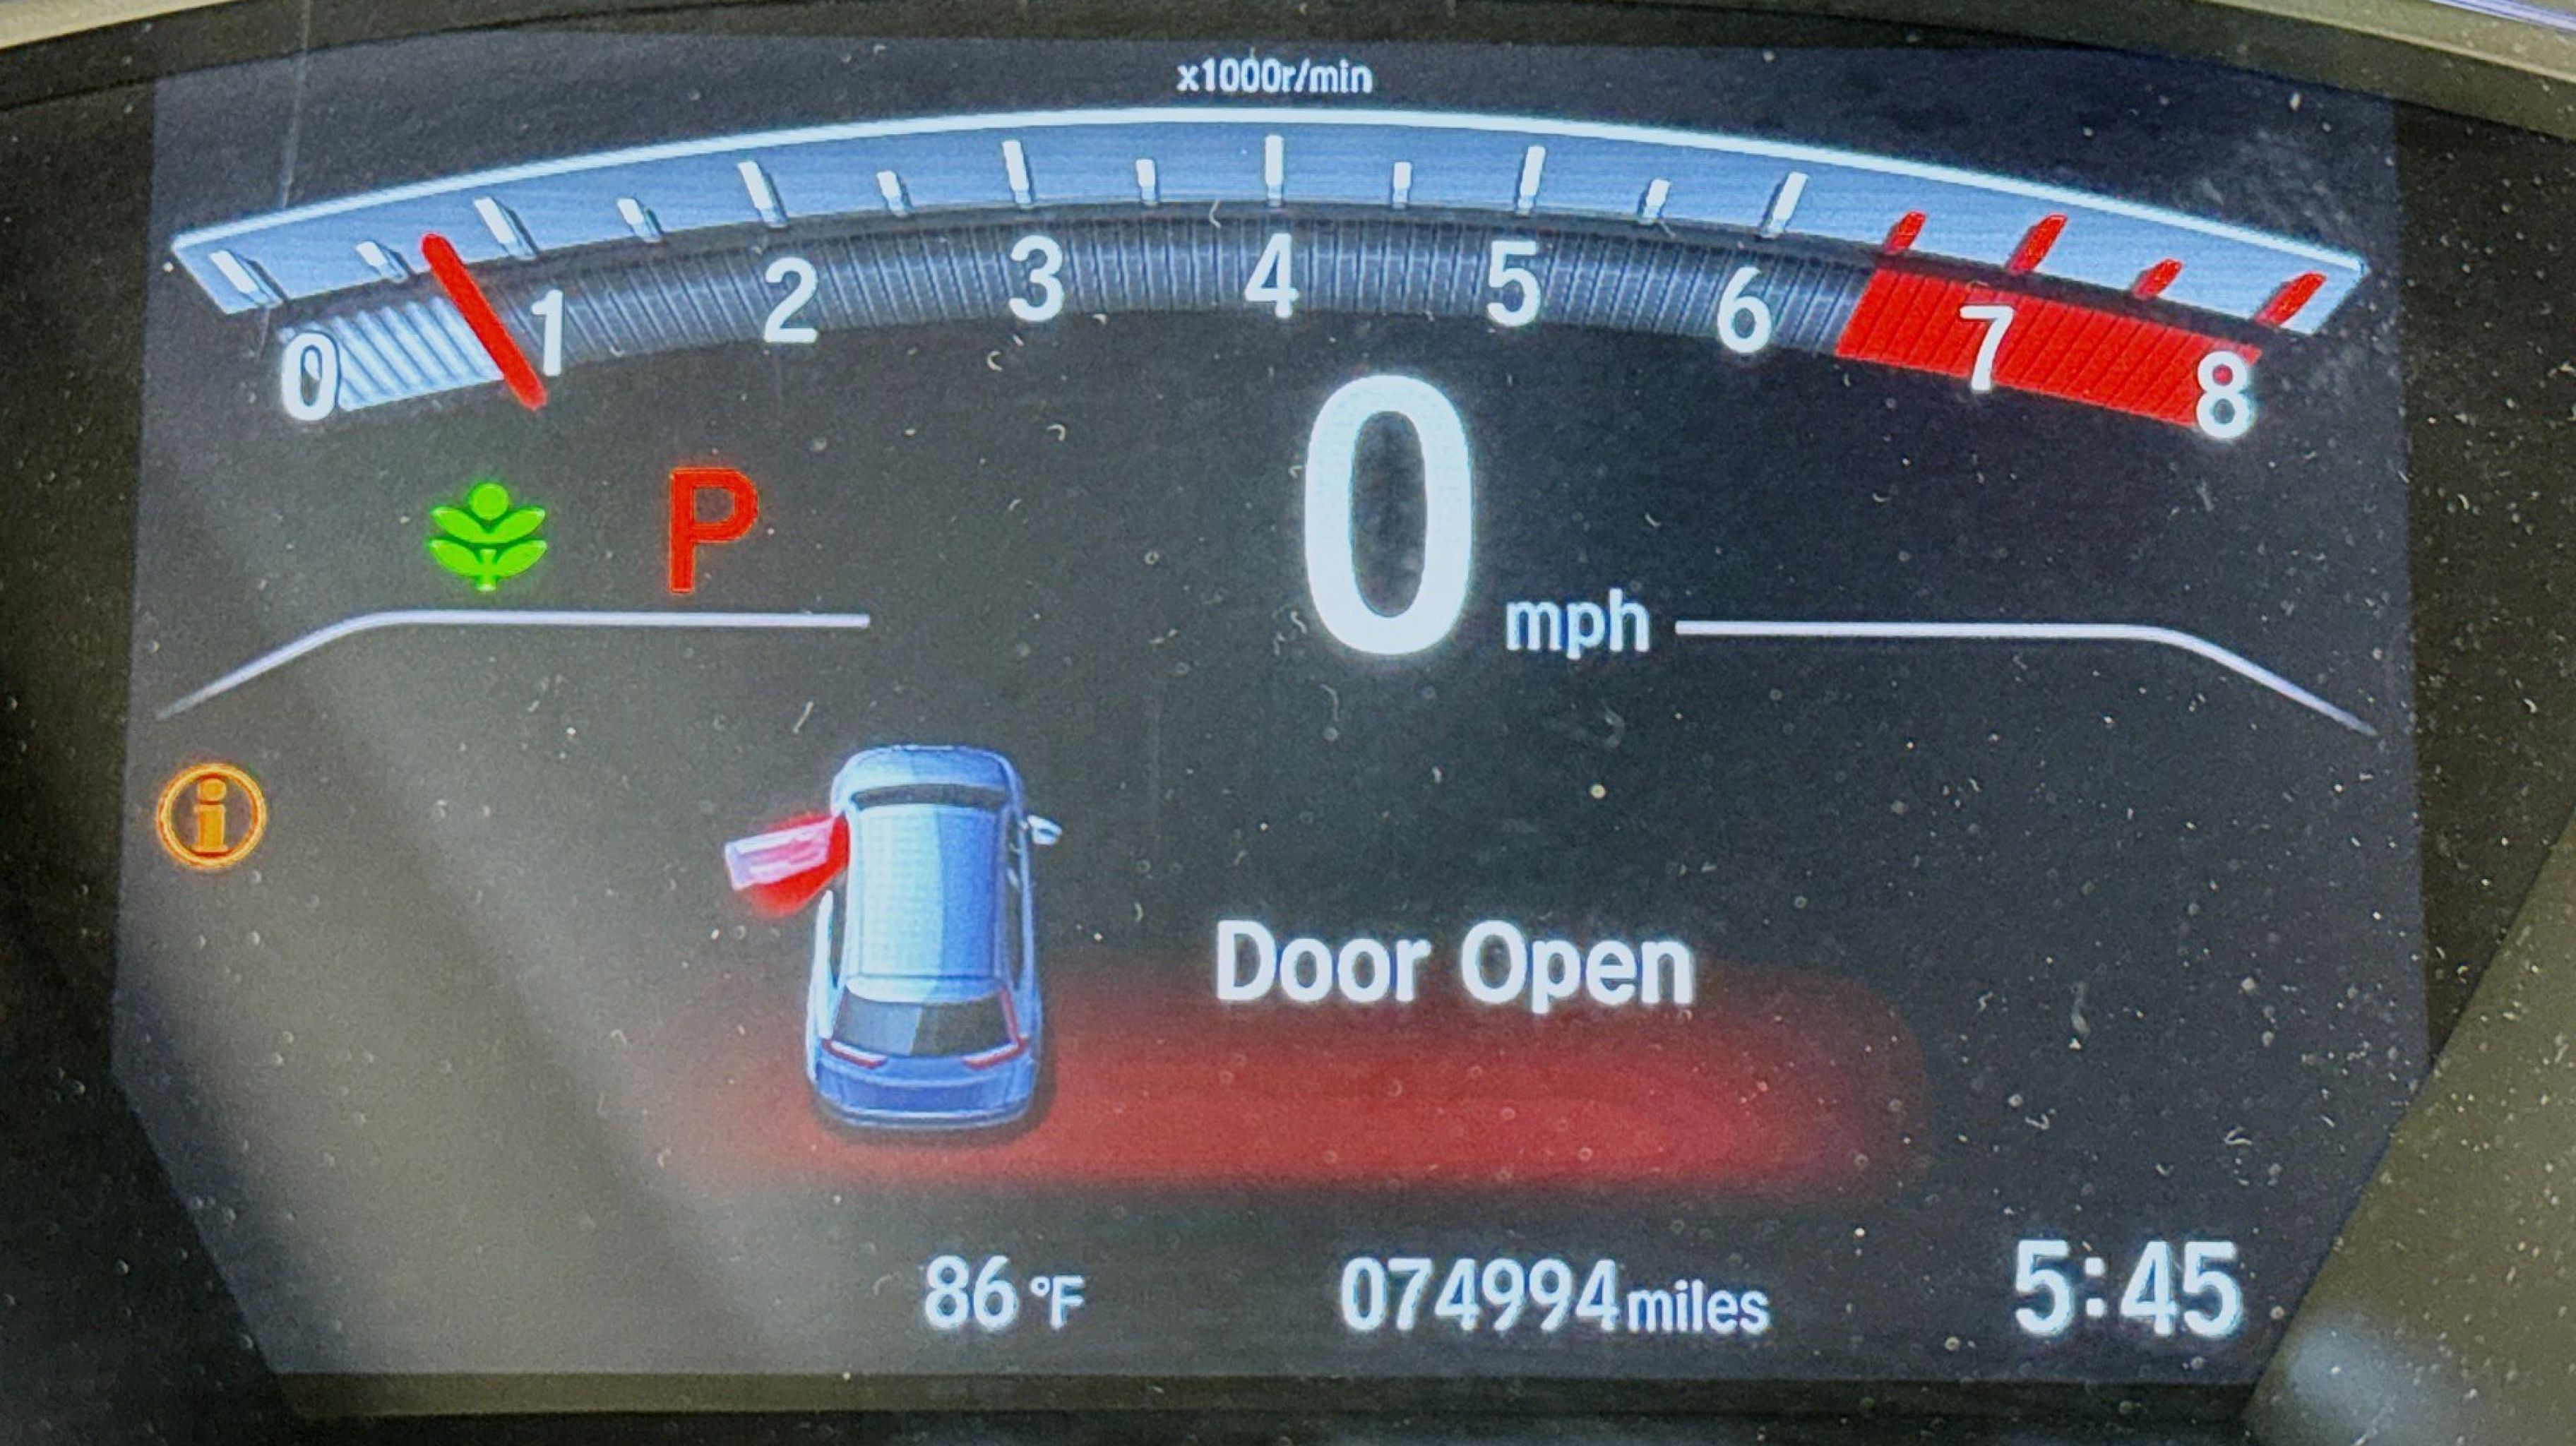 x1000r/min
0 1 2 3 4 5 6 7 8
P
0 mph
i
Door Open
86 °F 074994 miles 5:45